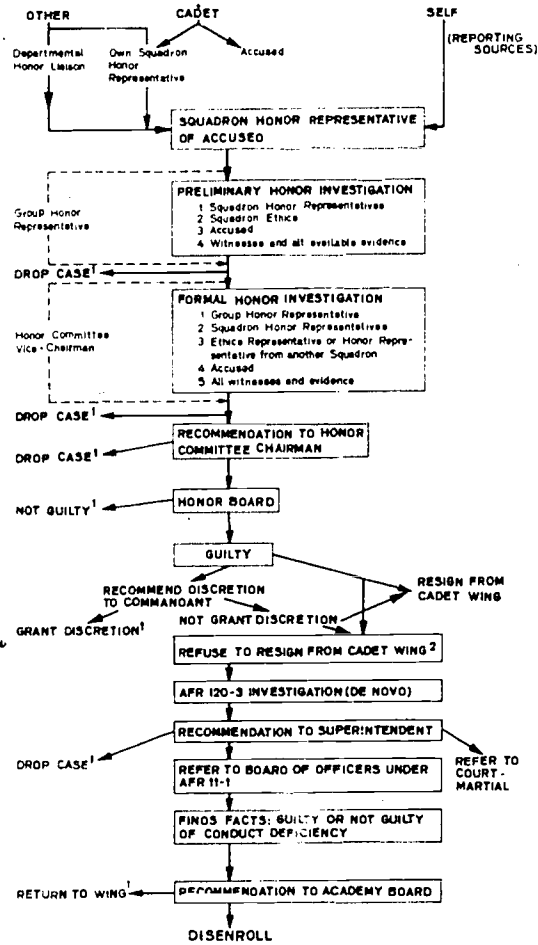 OTHER
CADET
SELF
(REPORTING
SOURCES)
Departmental
Honor Liaison
Own Squadron
Honor
Representative
Accused
SQUADRON HONOR REPRESENTATIVE
OF ACCUSED
PRELIMINARY HONOR INVESTIGATION
1 Squadron Honor Representatives
2 Squadron Ethics
3 Accused
4 Witnesses and all available evidence
Group Honor
Representative
DROP CASE¹
FORMAL HONOR INVESTIGATION
1 Group Honor Representative
2 Squadron Honor Representatives
3 Ethics Representative or Honor Repre-
sentative from another Squadron
4 Accused
5 All witnesses and evidence
Honor Committee
Vice-Chairman
DROP CASE¹
RECOMMENDATION TO HONOR
COMMITTEE CHAIRMAN
DROP CASE¹
HONOR BOARD
NOT GUILTY¹
GUILTY
RECOMMEND DISCRETION
TO COMMANDANT
RESIGN FROM
CADET WING
GRANT DISCRETION¹
NOT GRANT DISCRETION
REFUSE TO RESIGN FROM CADET WING²
AFR 120-3 INVESTIGATION (DE NOVO)
RECOMMENDATION TO SUPERINTENDENT
DROP CASE¹
REFER TO
COURT-
MARTIAL
REFER TO BOARD OF OFFICERS UNDER
AFR 11-1
FINDS FACTS: GUILTY OR NOT GUILTY
OF CONDUCT DEFICIENCY
RETURN TO WING¹
RECOMMENDATION TO ACADEMY BOARD
DISENROLL